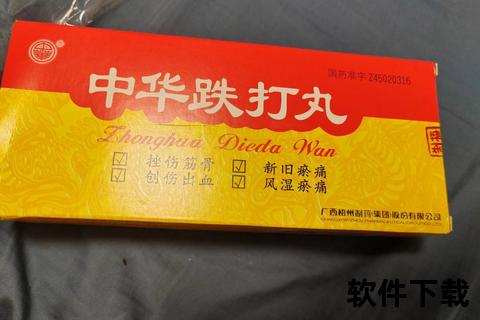 国药准字 Z45020316
中华跌打丸
Zhonghua Dieda Wan
☑ 挫伤筋骨 ☑ 新旧瘀痛
☑ 创伤出血 ☑ 风湿瘀痛
广西梧州制药(集团)股份有限公司
软件下载